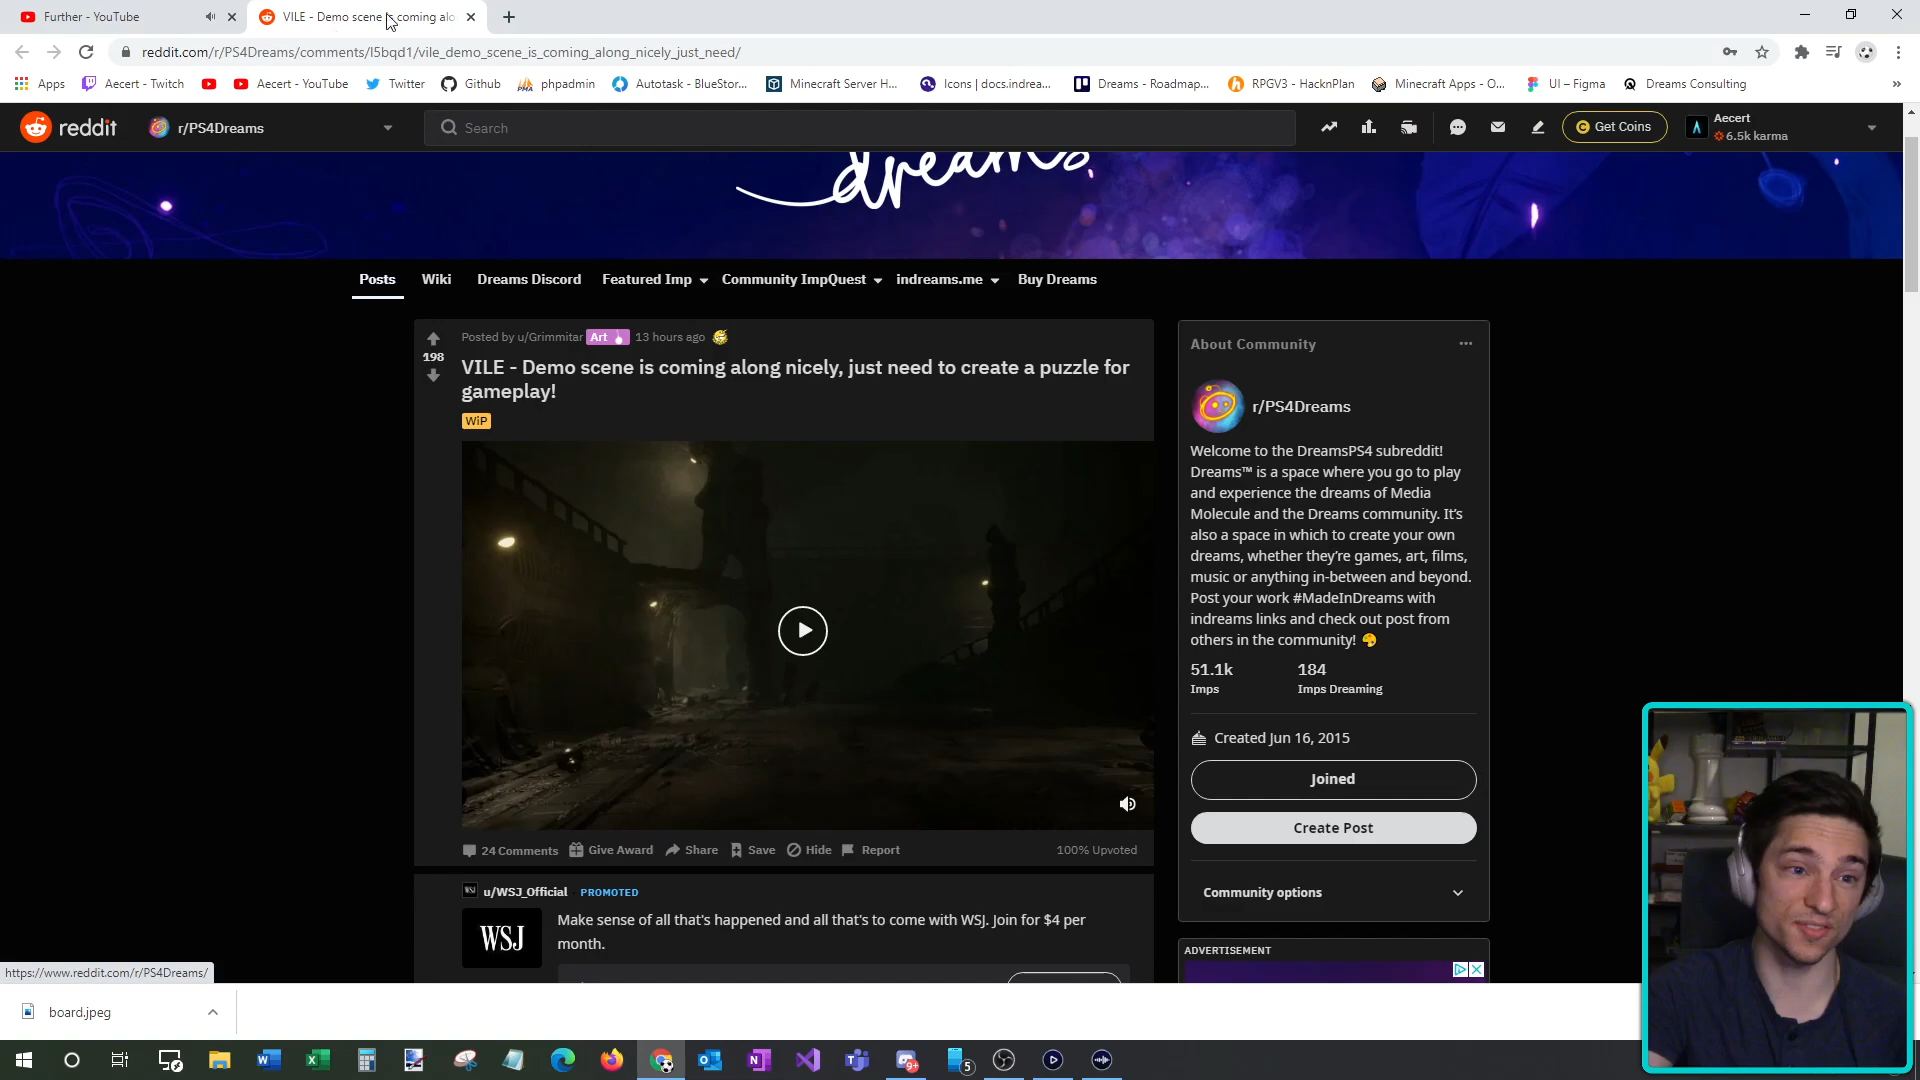 Further - YouTube
VILE - Demo scene is coming alo
reddit.com/r/PS4Dreams/comments/l5bqd1/vile_demo_scene_is_coming_along_nicely_just_need/
Apps
Aecert - Twitch
Aecert - YouTube
Twitter
Github
phpadmin
Autotask - BlueStor...
Minecraft Server H...
Icons | docs.indrea...
Dreams - Roadmap...
RPGV3 - HacknPlan
Minecraft Apps - O...
UI – Figma
Dreams Consulting
»
reddit
r/PS4Dreams
Search
Get Coins
Aecert
6.5k karma
dreams
Posts
Wiki
Dreams Discord
Featured Imp
Community ImpQuest
indreams.me
Buy Dreams
198
Posted by u/Grimmitar Art 13 hours ago
VILE - Demo scene is coming along nicely, just need to create a puzzle for
gameplay!
WiP
24 Comments
Give Award
Share
Save
Hide
Report
100% Upvoted
u/WSJ_Official PROMOTED
WSJ
Make sense of all that's happened and all that's to come with WSJ. Join for $4 per
month.
About Community
r/PS4Dreams
Welcome to the DreamsPS4 subreddit!
Dreams™ is a space where you go to play
and experience the dreams of Media
Molecule and the Dreams community. It's
also a space in which to create your own
dreams, whether they're games, art, films,
music or anything in-between and beyond.
Post your work #MadeInDreams with
indreams links and check out post from
others in the community!
51.1k
Imps
184
Imps Dreaming
Created Jun 16, 2015
Joined
Create Post
Community options
ADVERTISEMENT
https://www.reddit.com/r/PS4Dreams/
board.jpeg
9+
5